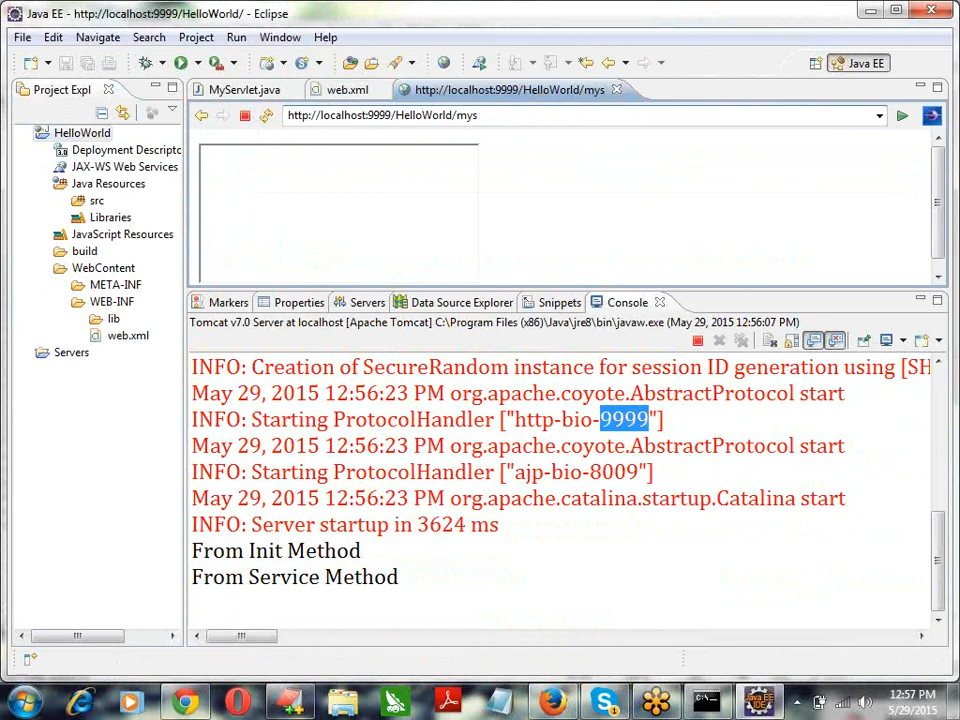 Java EE - http://localhost:9999/HelloWorld/ - Eclipse
File Edit Navigate Search Project Run Window Help
Java EE
Project Expl
MyServlet.java
web.xml
http://localhost:9999/HelloWorld/mys
http://localhost:9999/HelloWorld/mys
HelloWorld
Deployment Descripto
JAX-WS Web Services
Java Resources
src
Libraries
JavaScript Resources
build
WebContent
META-INF
WEB-INF
lib
web.xml
Servers
Markers Properties Servers Data Source Explorer Snippets Console
Tomcat v7.0 Server at localhost [Apache Tomcat] C:\Program Files (x86)\Java\jre8\bin\javaw.exe (May 29, 2015 12:56:07 PM)
INFO: Creation of SecureRandom instance for session ID generation using [SH
May 29, 2015 12:56:23 PM org.apache.coyote.AbstractProtocol start
INFO: Starting ProtocolHandler ["http-bio-9999"]
May 29, 2015 12:56:23 PM org.apache.coyote.AbstractProtocol start
INFO: Starting ProtocolHandler ["ajp-bio-8009"]
May 29, 2015 12:56:23 PM org.apache.catalina.startup.Catalina start
INFO: Server startup in 3624 ms
From Init Method
From Service Method
12:57 PM
5/29/2015